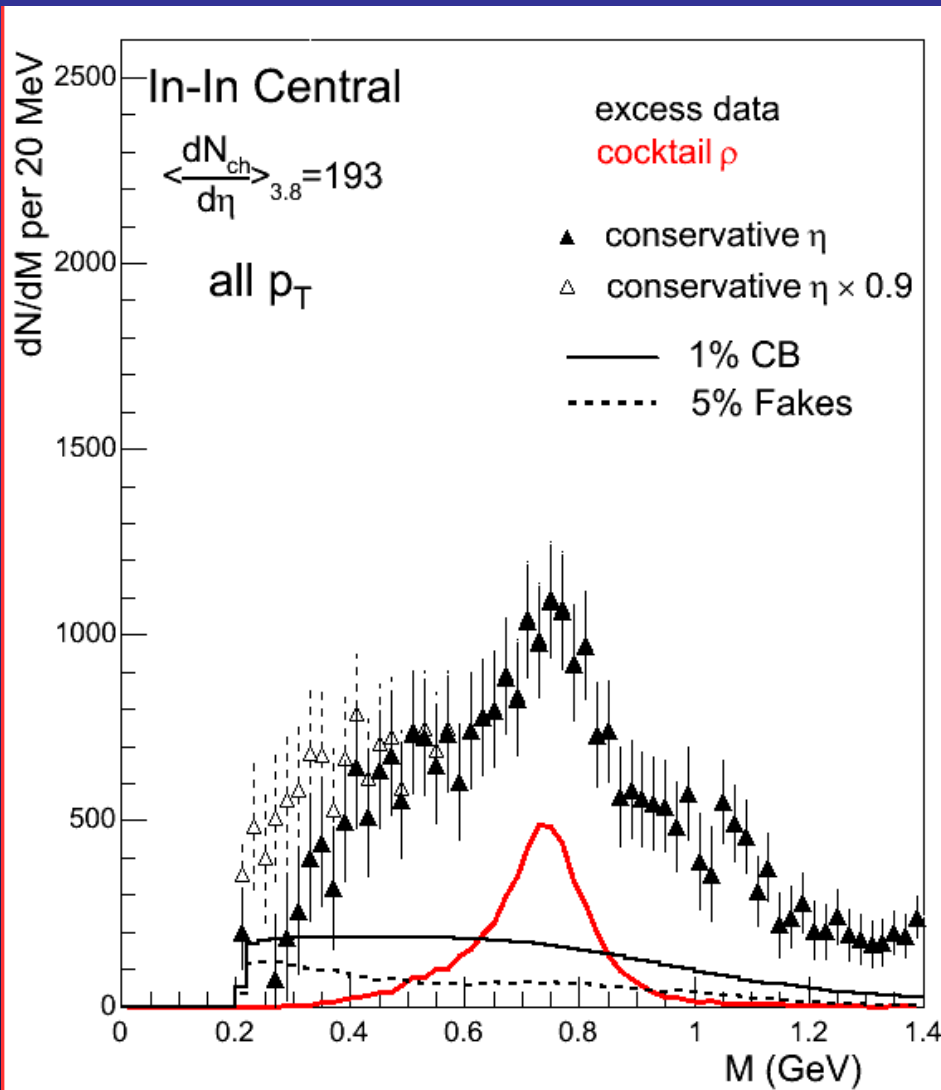 dN/dM per 20 MeV
2500
2000
1500
1000
500
0
In-In Central
<dN_ch/dη>_3.8=193
all p_T
excess data
cocktail ρ
▲ conservative η
△ conservative η × 0.9
1% CB
5% Fakes
0 0.2 0.4 0.6 0.8 1 1.2 1.4
M (GeV)